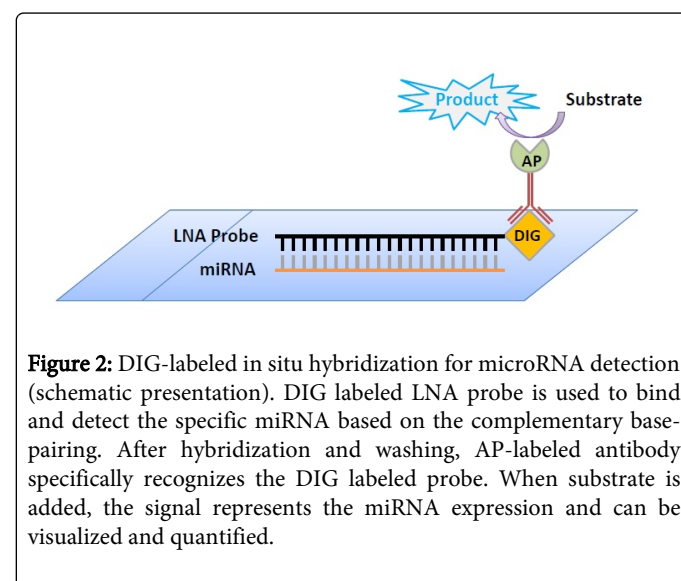 Product
Substrate
AP
LNA Probe
DIG
miRNA
Figure 2: DIG-labeled in situ hybridization for microRNA detection
(schematic presentation). DIG labeled LNA probe is used to bind
and detect the specific miRNA based on the complementary base-
pairing. After hybridization and washing, AP-labeled antibody
specifically recognizes the DIG labeled probe. When substrate is
added, the signal represents the miRNA expression and can be
visualized and quantified.